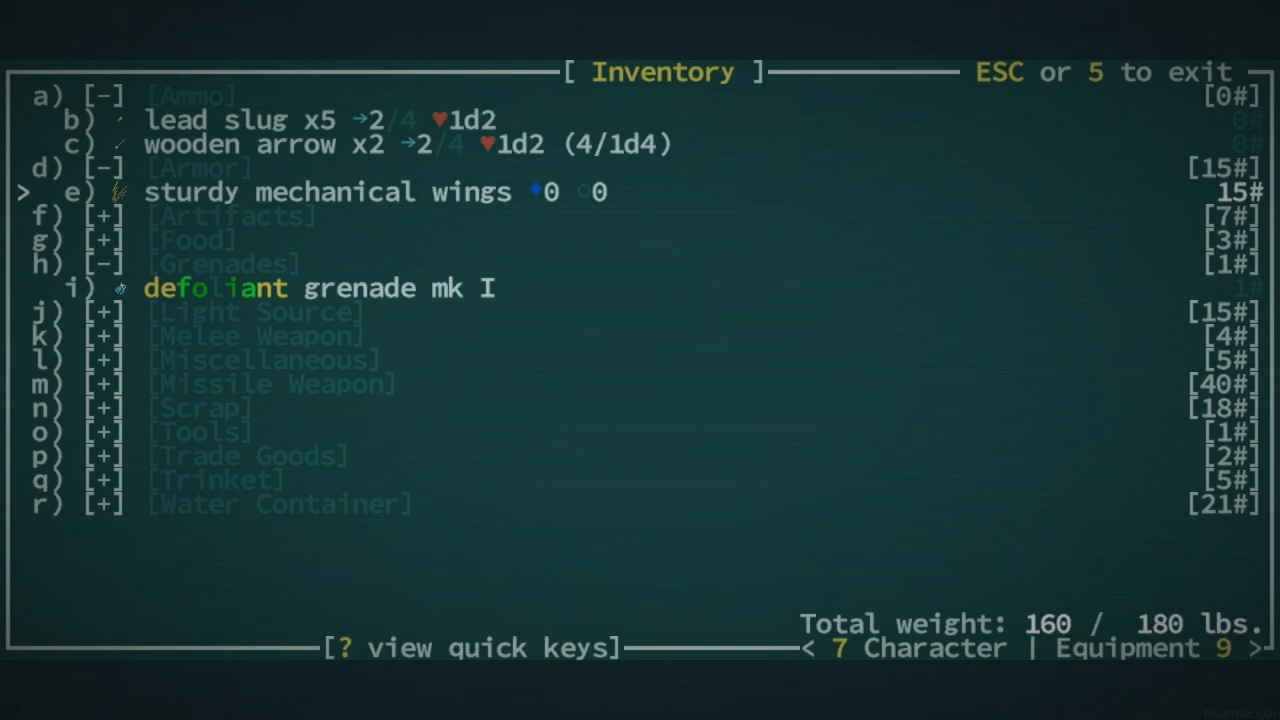 [ Inventory ] ESC or 5 to exit
a) [-] [Ammo] [0#]
b) lead slug x5 →2/4 ♥1d2 0#
c) wooden arrow x2 →2/4 ♥1d2 (4/1d4) 0#
d) [-] [Armor] [15#]
> e) sturdy mechanical wings ♦0 ○0 15#
f) [+] [Artifacts] [7#]
g) [+] [Food] [3#]
h) [-] [Grenades] [1#]
i) defoliant grenade mk I 1#
j) [+] [Light Source] [15#]
k) [+] [Melee Weapon] [4#]
l) [+] [Miscellaneous] [5#]
m) [+] [Missile Weapon] [40#]
n) [+] [Scrap] [18#]
o) [+] [Tools] [1#]
p) [+] [Trade Goods] [2#]
q) [+] [Trinket] [5#]
r) [+] [Water Container] [21#]
Total weight: 160 / 180 lbs.
[? view quick keys] < 7 Character | Equipment 9 >